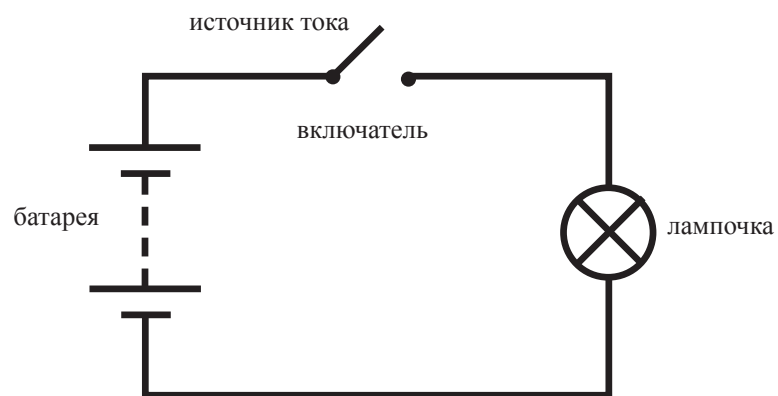 источник тока
включатель
батарея
лампочка